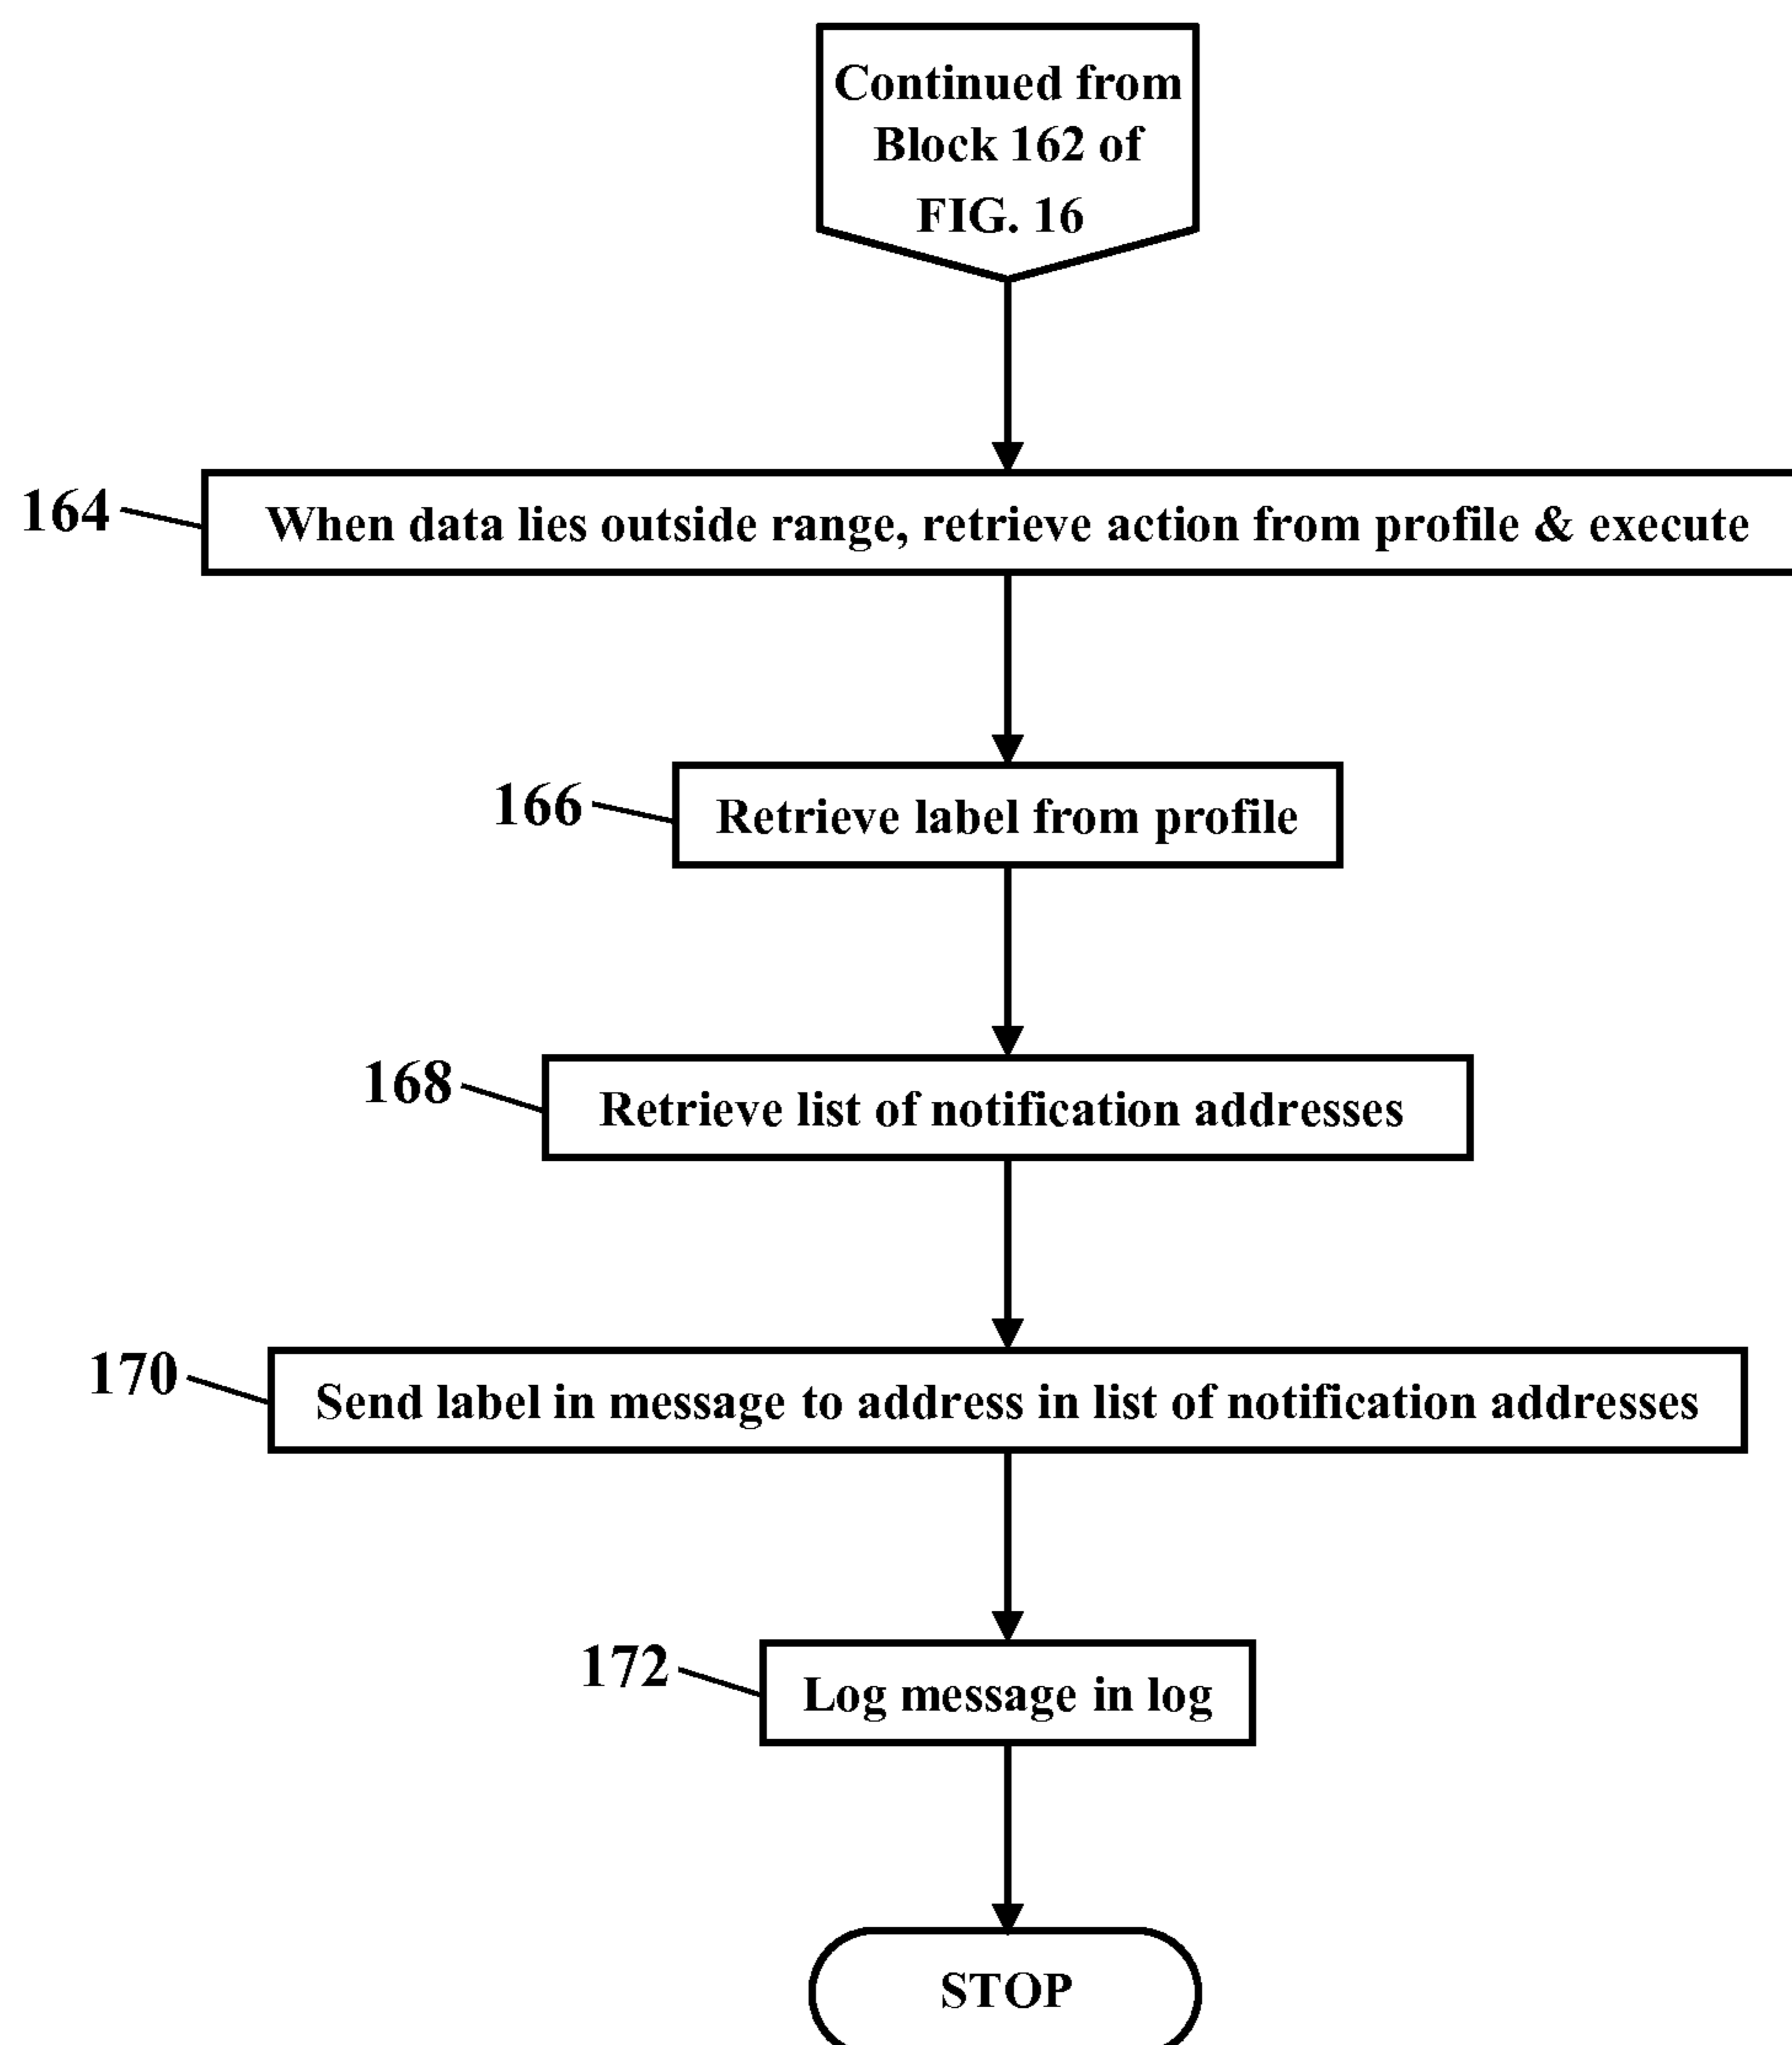 Continued from
Block 162 of
FIG. 16
164
When data lies outside range, retrieve action from profile & execute
166
Retrieve label from profile
168
Retrieve list of notification addresses
170
Send label in message to address in list of notification addresses
172
Log message in log
STOP